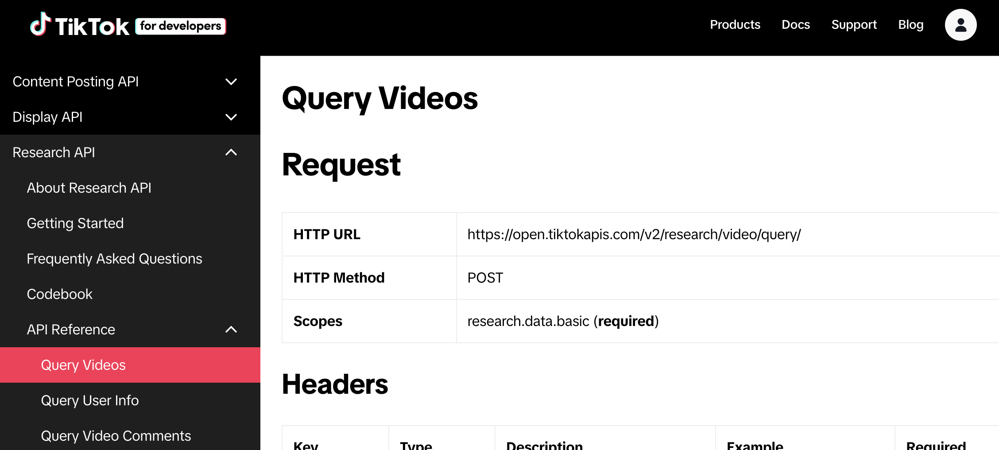 TikTok for developers
Products Docs Support Blog
Content Posting API
Display API
Research API
About Research API
Getting Started
Frequently Asked Questions
Codebook
API Reference
Query Videos
Query User Info
Query Video Comments
Query Videos
Request
HTTP URL https://open.tiktokapis.com/v2/research/video/query/
HTTP Method POST
Scopes research.data.basic (required)
Headers
Key Type Description Example Required